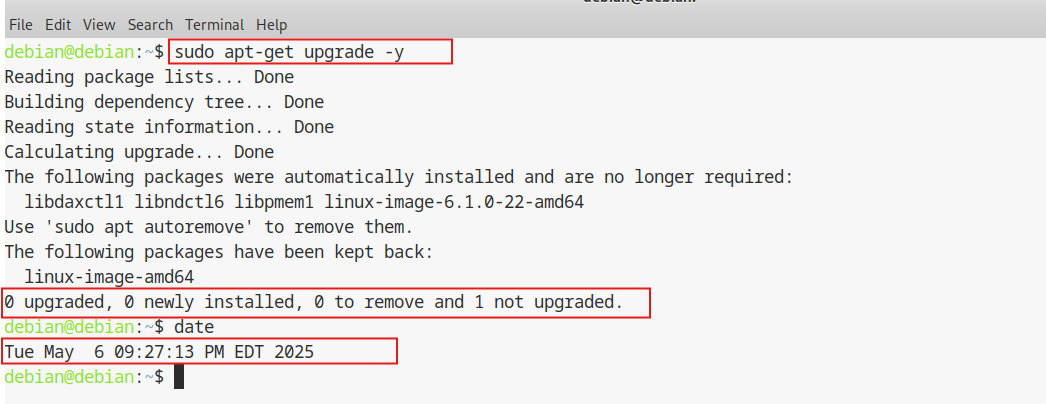 debian@debian:
File Edit View Search Terminal Help
debian@debian:~$ sudo apt-get upgrade -y
Reading package lists... Done
Building dependency tree... Done
Reading state information... Done
Calculating upgrade... Done
The following packages were automatically installed and are no longer required:
  libdaxctl1 libndctl6 libpmem1 linux-image-6.1.0-22-amd64
Use 'sudo apt autoremove' to remove them.
The following packages have been kept back:
  linux-image-amd64
0 upgraded, 0 newly installed, 0 to remove and 1 not upgraded.
debian@debian:~$ date
Tue May  6 09:27:13 PM EDT 2025
debian@debian:~$